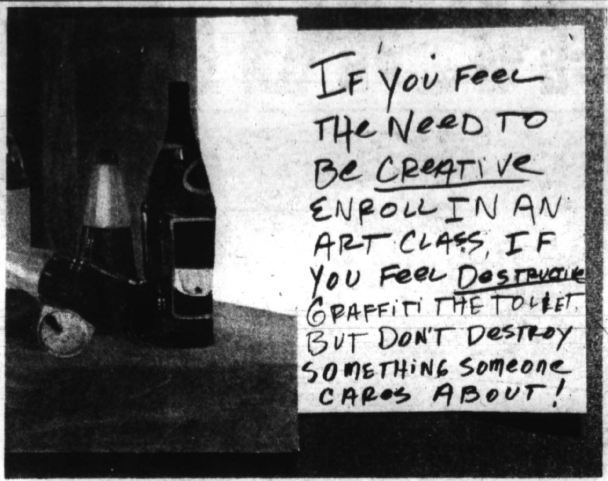 IF YOU FEEL
THE NEED TO
BE CREATIVE
ENROLL IN AN
ART CLASS, IF
YOU FEEL DESTRUCTIVE
GRAFFITI THE TOILET.
BUT DON'T DESTROY
SOMETHING SOMEONE
CARES ABOUT!